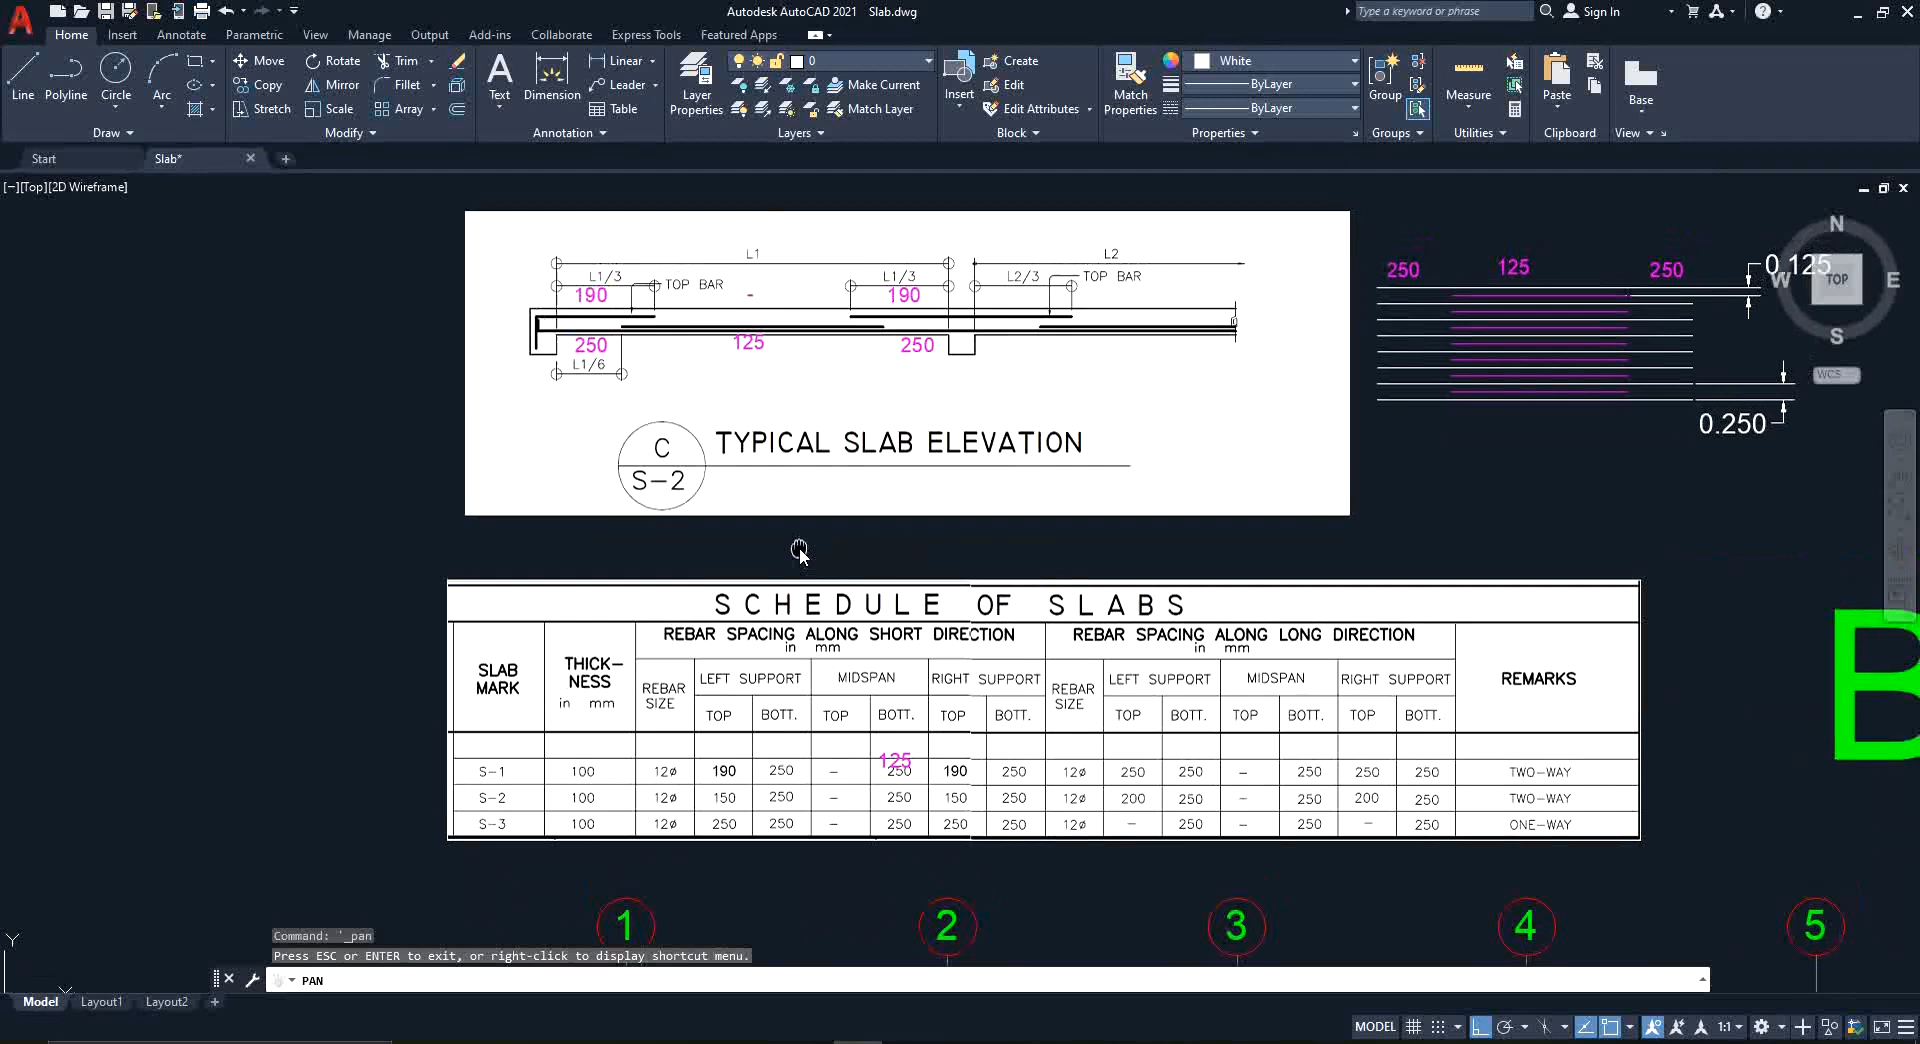 Autodesk AutoCAD 2021 Slab.dwg
Type a keyword or phrase
Sign In
Home Insert Annotate Parametric View Manage Output Add-ins Collaborate Express Tools Featured Apps
Line Polyline Circle Arc
Move Rotate Trim
Copy Mirror Fillet
Stretch Scale Array
Text Dimension
Linear
Leader
Table
Layer Properties
0
Make Current
Match Layer
Insert
Create
Edit
Edit Attributes
Match Properties
White
ByLayer
ByLayer
Group
Measure
Paste
Base
Draw Modify Annotation Layers Block Properties Groups Utilities Clipboard View
Start Slab*
[−][Top][2D Wireframe]
L1 L2
L1/3 TOP BAR L1/3 L2/3 TOP BAR
190 - 190
250 125 250
L1/6
C
S-2
TYPICAL SLAB ELEVATION
250 125 250
0.125
0.250
N
W TOP E
S
WCS
SCHEDULE OF SLABS
SLAB MARK
THICK-NESS in mm
REBAR SPACING ALONG SHORT DIRECTION in mm
REBAR SPACING ALONG LONG DIRECTION in mm
REMARKS
REBAR SIZE LEFT SUPPORT MIDSPAN RIGHT SUPPORT REBAR SIZE LEFT SUPPORT MIDSPAN RIGHT SUPPORT
TOP BOTT. TOP BOTT. TOP BOTT. TOP BOTT. TOP BOTT. TOP BOTT.
125
S-1 100 12ø 190 250 - 250 190 250 12ø 250 250 - 250 250 250 TWO-WAY
S-2 100 12ø 150 250 - 250 150 250 12ø 200 250 - 250 200 250 TWO-WAY
S-3 100 12ø 250 250 - 250 250 250 12ø - 250 - 250 - 250 ONE-WAY
B
1 2 3 4 5
Command: '_pan
Press ESC or ENTER to exit, or right-click to display shortcut menu.
PAN
Y
Model Layout1 Layout2
MODEL 1:1